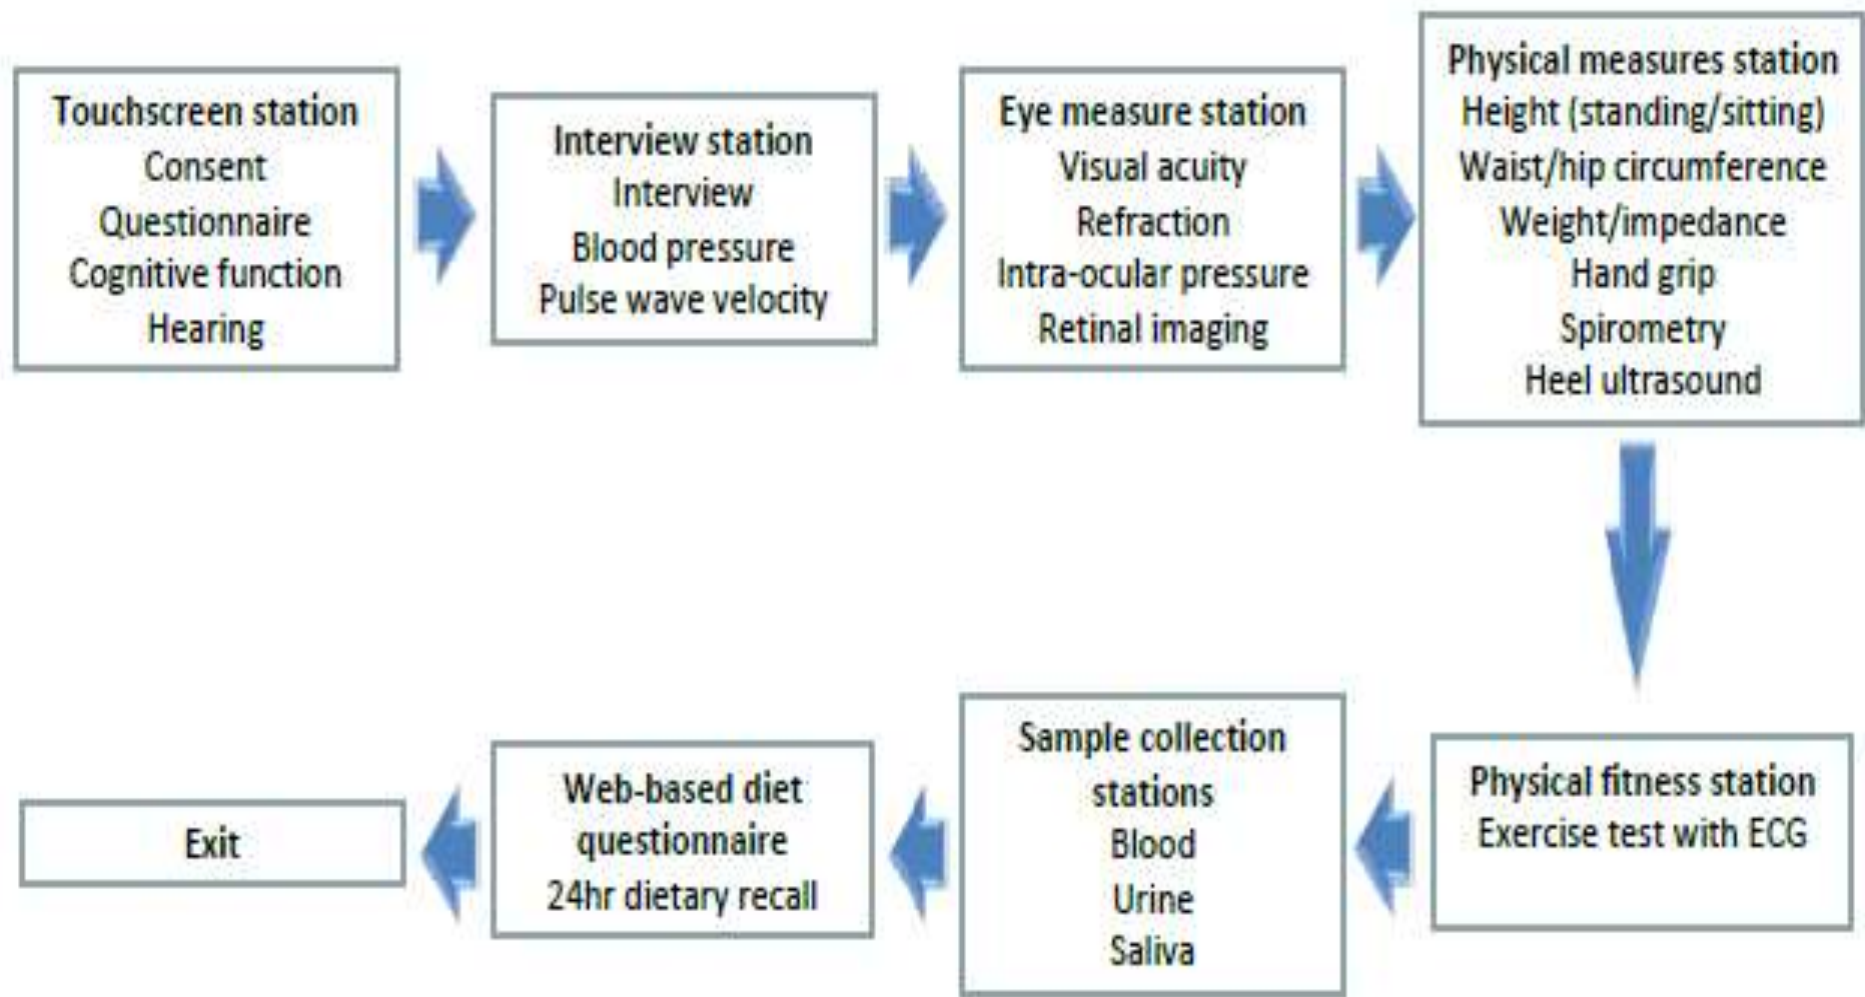 Touchscreen station
Consent
Questionnaire
Cognitive function
Hearing
Interview station
Interview
Blood pressure
Pulse wave velocity
Eye measure station
Visual acuity
Refraction
Intra-ocular pressure
Retinal imaging
Physical measures station
Height (standing/sitting)
Waist/hip circumference
Weight/impedance
Hand grip
Spirometry
Heel ultrasound
Physical fitness station
Exercise test with ECG
Sample collection
stations
Blood
Urine
Saliva
Web-based diet
questionnaire
24hr dietary recall
Exit